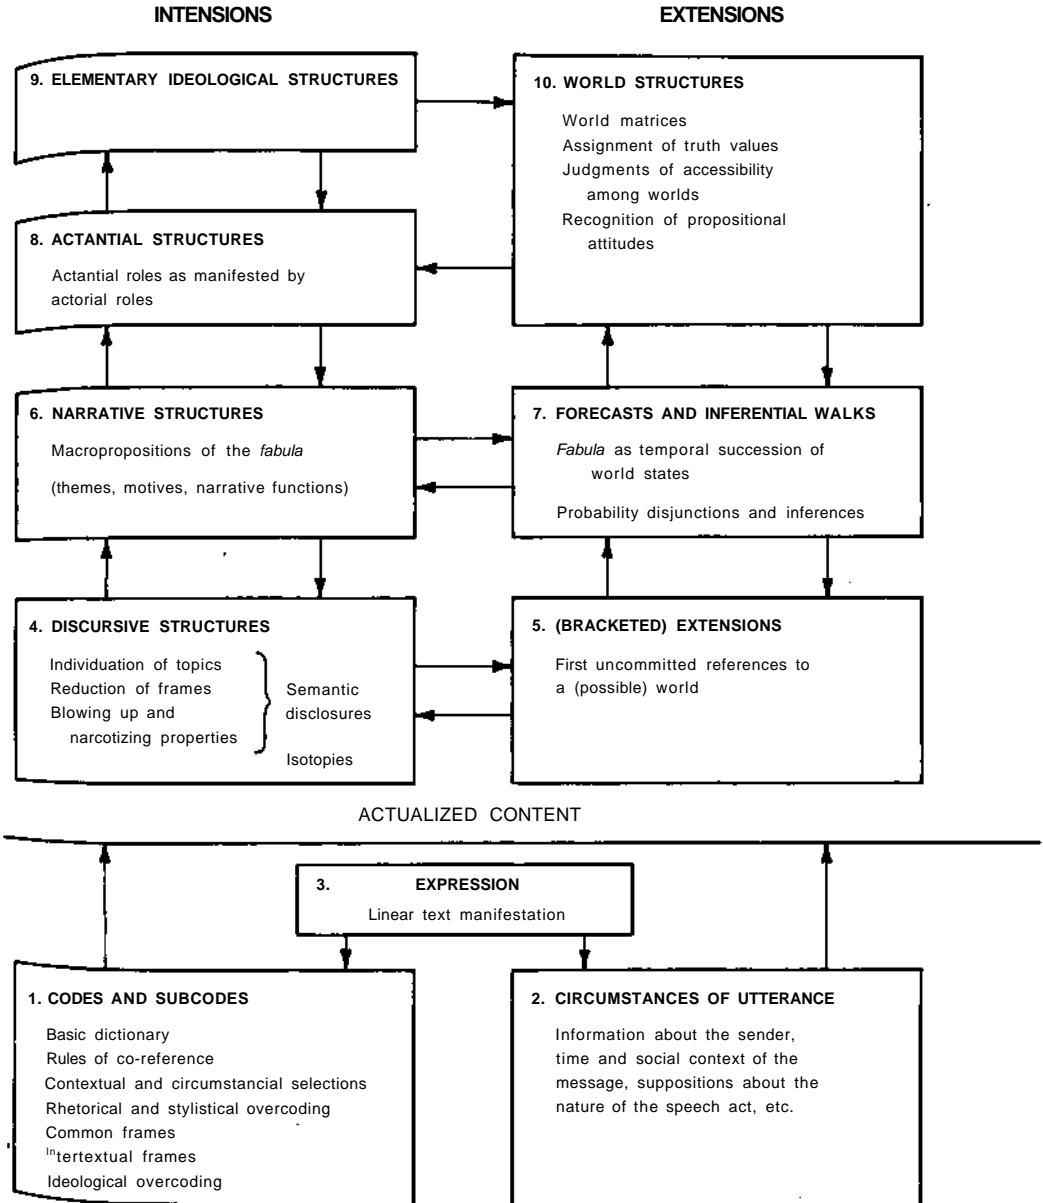 INTENSIONS
EXTENSIONS
9. ELEMENTARY IDEOLOGICAL STRUCTURES
10. WORLD STRUCTURES
World matrices
Assignment of truth values
Judgments of accessibility
among worlds
Recognition of propositional
attitudes
8. ACTANTIAL STRUCTURES
Actantial roles as manifested by
actorial roles
6. NARRATIVE STRUCTURES
Macropropositions of the fabula
(themes, motives, narrative functions)
7. FORECASTS AND INFERENTIAL WALKS
Fabula as temporal succession of
world states
Probability disjunctions and inferences
4. DISCURSIVE STRUCTURES
Individuation of topics
Reduction of frames
Blowing up and
narcotizing properties
Semantic
disclosures
Isotopies
5. (BRACKETED) EXTENSIONS
First uncommitted references to
a (possible) world
ACTUALIZED CONTENT
3. EXPRESSION
Linear text manifestation
1. CODES AND SUBCODES
Basic dictionary
Rules of co-reference
Contextual and circumstancial selections
Rhetorical and stylistical overcoding
Common frames
Intertextual frames
Ideological overcoding
2. CIRCUMSTANCES OF UTTERANCE
Information about the sender,
time and social context of the
message, suppositions about the
nature of the speech act, etc.